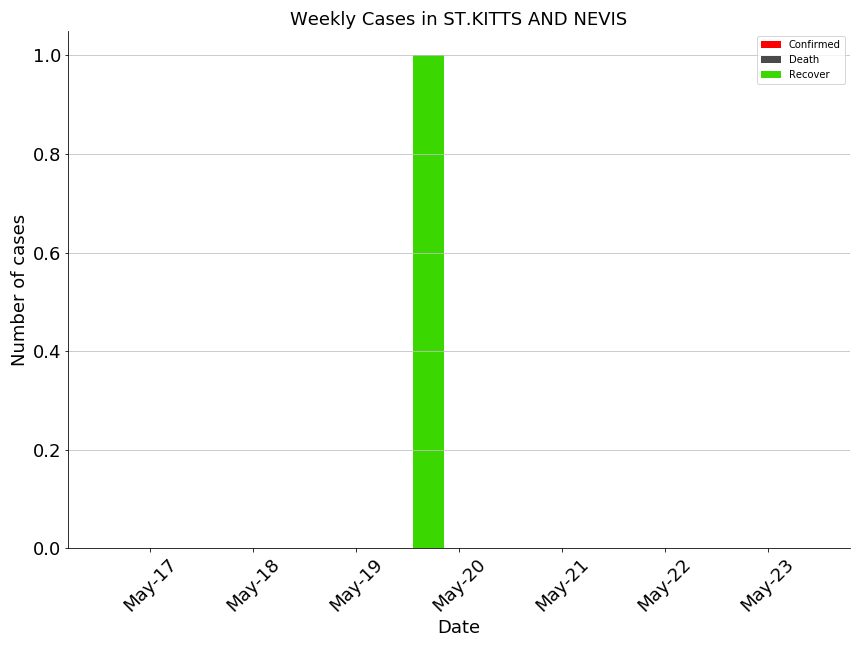 Weekly Cases in ST.KITTS AND NEVIS
Confirmed
Death
Recover
Number of cases
1.0
0.8
0.6
0.4
0.2
0.0
May-17
May-18
May-19
May-20
May-21
May-22
May-23
Date